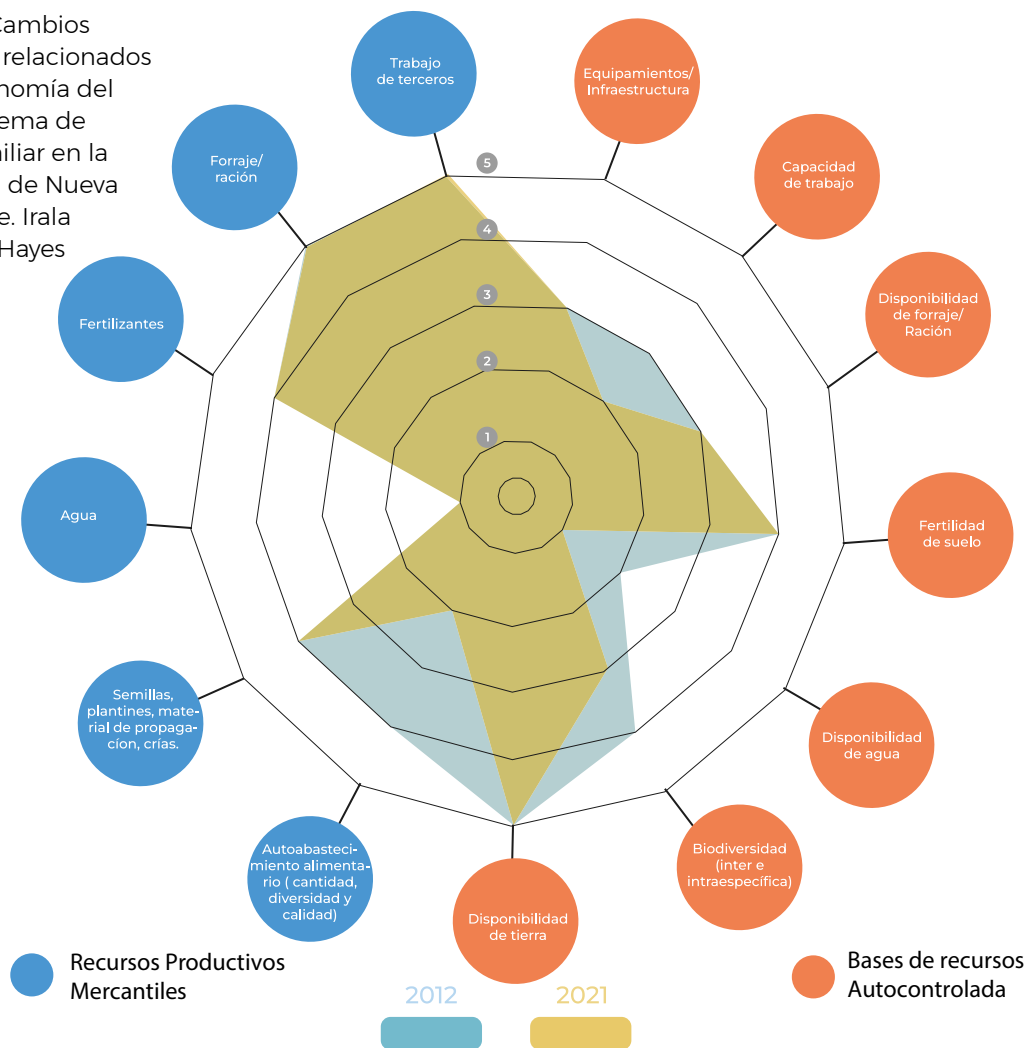 Cambios
relacionados
nomía del
ema de
iliar en la
de Nueva
e. Irala
Hayes
Trabajo
de terceros
Equipamientos/
Infraestructura
Capacidad
de trabajo
Disponibilidad
de forraje/
Ración
Fertilidad
de suelo
Disponibilidad
de agua
Biodiversidad
(inter e
intraespecífica)
Disponibilidad
de tierra
Autoabasteci-
miento alimenta-
rio ( cantidad,
diversidad y
calidad)
Semillas,
plantines, mate-
rial de propaga-
cíon, crías.
Agua
Fertilizantes
Forraje/
ración
5
4
3
2
1
Recursos Productivos
Mercantiles
2012
2021
Bases de recursos
Autocontrolada